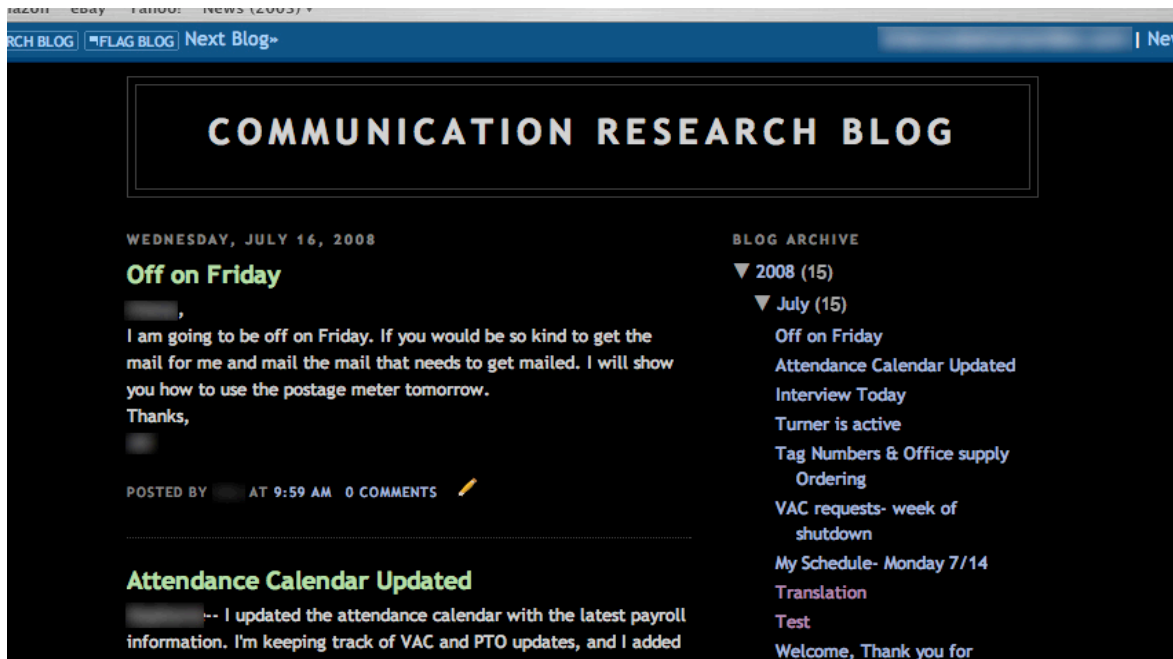 eBay Yahoo! News (2003) ▾
RCH BLOG FLAG BLOG Next Blog» | Nev
COMMUNICATION RESEARCH BLOG
WEDNESDAY, JULY 16, 2008
Off on Friday
,
I am going to be off on Friday. If you would be so kind to get the
mail for me and mail the mail that needs to get mailed. I will show
you how to use the postage meter tomorrow.
Thanks,
POSTED BY AT 9:59 AM 0 COMMENTS
Attendance Calendar Updated
-- I updated the attendance calendar with the latest payroll
information. I'm keeping track of VAC and PTO updates, and I added
BLOG ARCHIVE
▼ 2008 (15)
▼ July (15)
Off on Friday
Attendance Calendar Updated
Interview Today
Turner is active
Tag Numbers & Office supply
Ordering
VAC requests- week of
shutdown
My Schedule- Monday 7/14
Translation
Test
Welcome, Thank you for